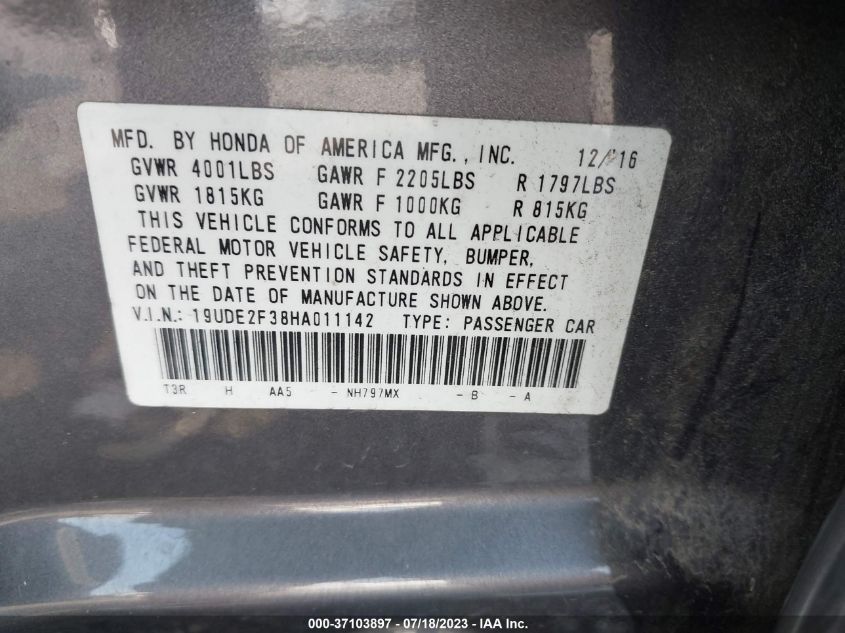 MFD. BY HONDA OF AMERICA MFG., INC. 12/16
GVWR 4001LBS GAWR F 2205LBS R 1797LBS
GVWR 1815KG GAWR F 1000KG R 815KG
THIS VEHICLE CONFORMS TO ALL APPLICABLE
FEDERAL MOTOR VEHICLE SAFETY, BUMPER,
AND THEFT PREVENTION STANDARDS IN EFFECT
ON THE DATE OF MANUFACTURE SHOWN ABOVE.
V.I.N.: 19UDE2F38HA011142 TYPE: PASSENGER CAR
T3R H AA5 - NH797MX - B - A
000-37103897 - 07/18/2023 - IAA Inc.